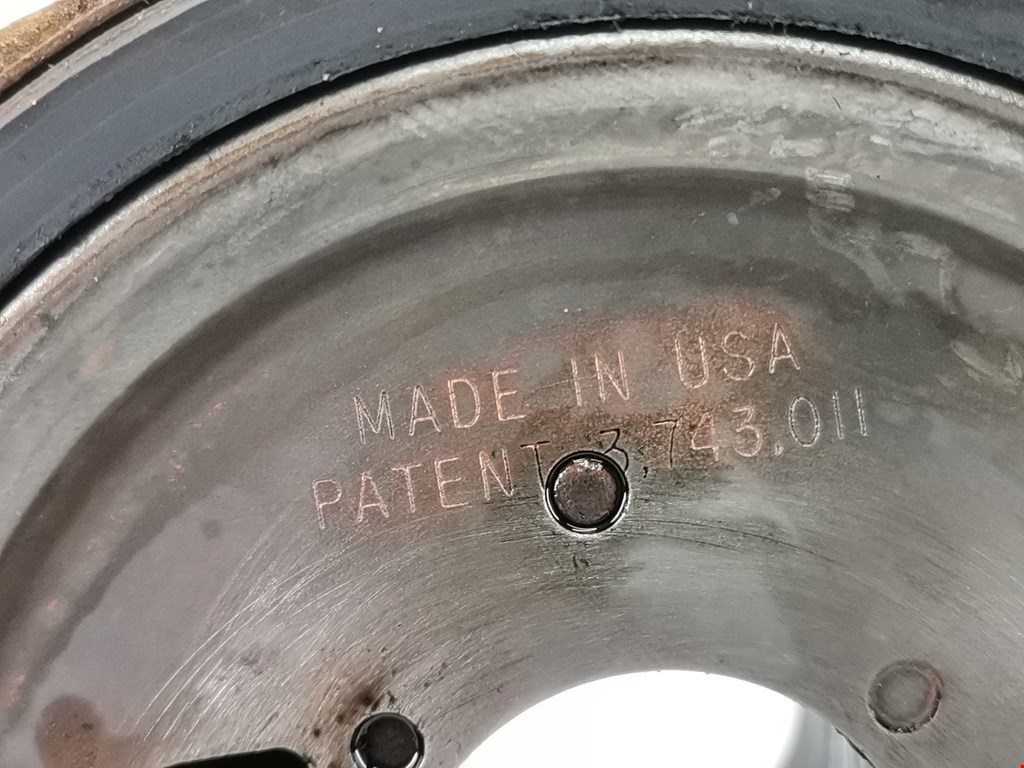 MADE IN USA
PATENT 3,743,011